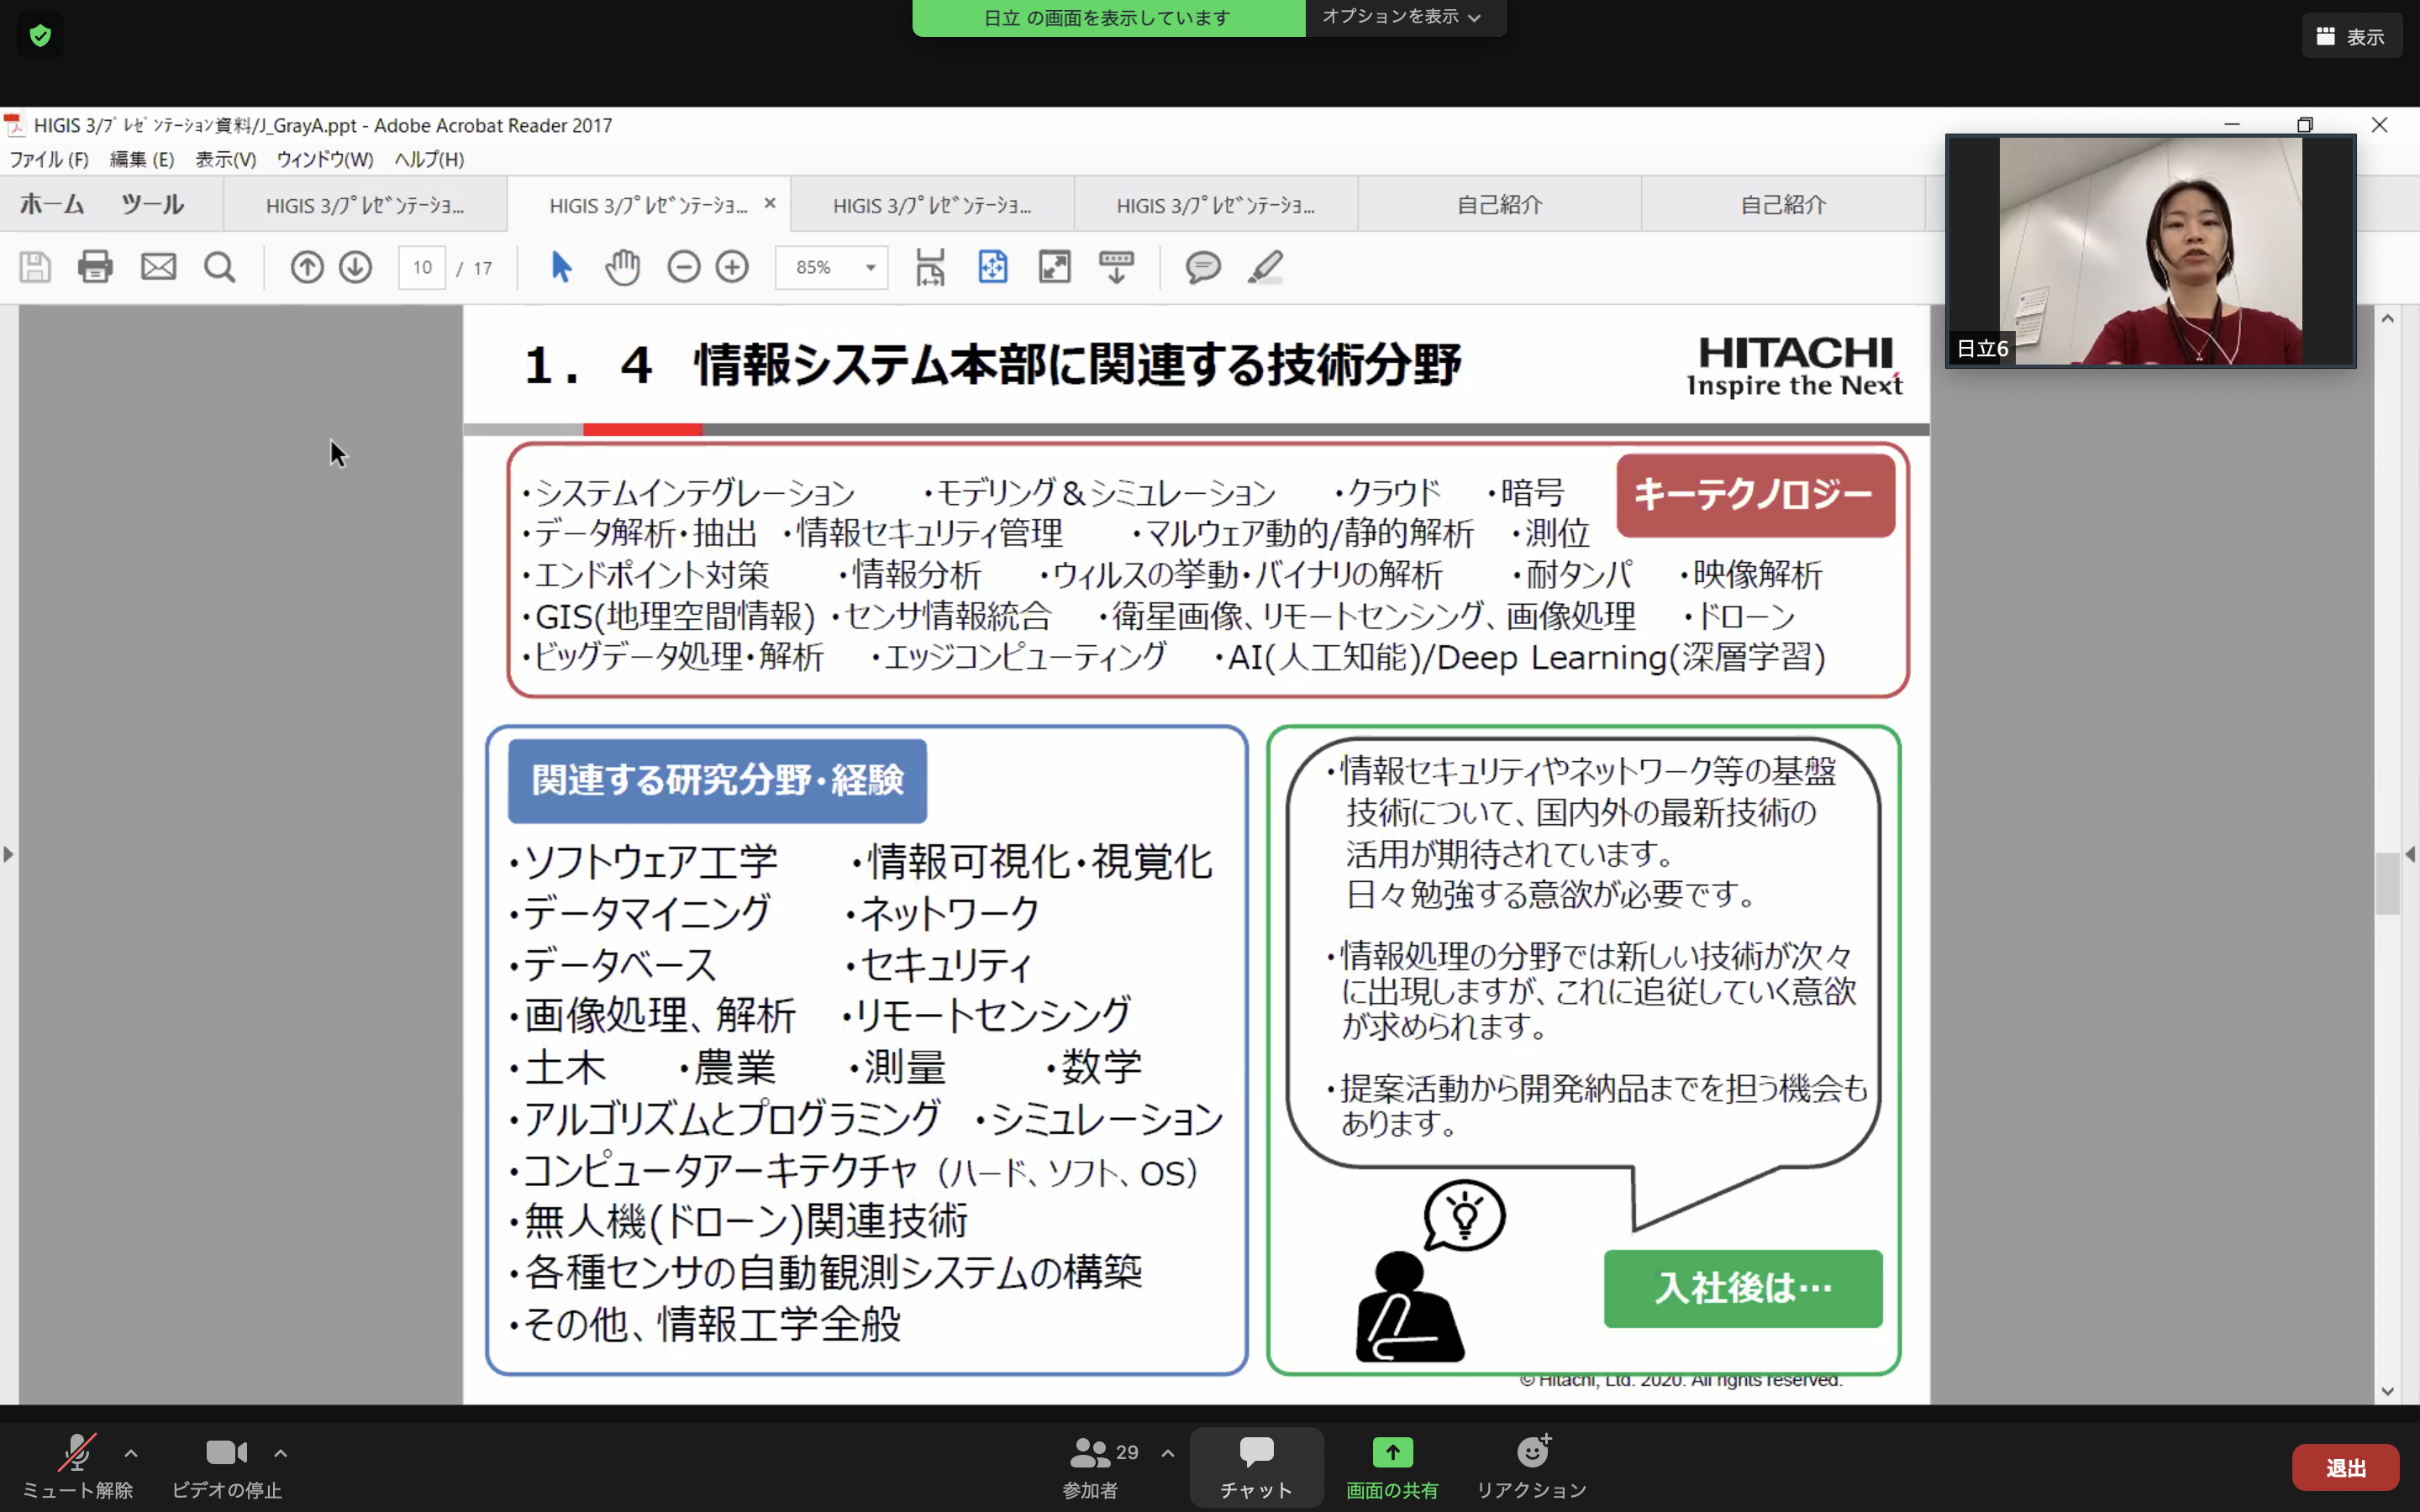 日立 の画面を表示しています
オプションを表示
表示
HIGIS 3/ﾌﾟﾚｾﾞﾝﾃｰｼｮﾝ資料/J_GrayA.ppt - Adobe Acrobat Reader 2017
ファイル(F) 編集(E) 表示(V) ウィンドウ(W) ヘルプ(H)
ホーム ツール HIGIS 3/ﾌﾟﾚｾﾞﾝﾃｰｼｮ... HIGIS 3/ﾌﾟﾚｾﾞﾝﾃｰｼｮ... HIGIS 3/ﾌﾟﾚｾﾞﾝﾃｰｼｮ... HIGIS 3/ﾌﾟﾚｾﾞﾝﾃｰｼｮ... 自己紹介 自己紹介
10 / 17 85%
日立6
1．4 情報システム本部に関連する技術分野
HITACHI
Inspire the Next
キーテクノロジー
・システムインテグレーション ・モデリング＆シミュレーション ・クラウド ・暗号
・データ解析・抽出 ・情報セキュリティ管理 ・マルウェア動的/静的解析 ・測位
・エンドポイント対策 ・情報分析 ・ウィルスの挙動・バイナリの解析 ・耐タンパ ・映像解析
・GIS(地理空間情報) ・センサ情報統合 ・衛星画像、リモートセンシング、画像処理 ・ドローン
・ビッグデータ処理・解析 ・エッジコンピューティング ・AI(人工知能)/Deep Learning(深層学習)
関連する研究分野・経験
・ソフトウェア工学 ・情報可視化・視覚化
・データマイニング ・ネットワーク
・データベース ・セキュリティ
・画像処理、解析 ・リモートセンシング
・土木 ・農業 ・測量 ・数学
・アルゴリズムとプログラミング ・シミュレーション
・コンピュータアーキテクチャ（ハード、ソフト、OS）
・無人機(ドローン)関連技術
・各種センサの自動観測システムの構築
・その他、情報工学全般
・情報セキュリティやネットワーク等の基盤
技術について、国内外の最新技術の
活用が期待されています。
日々勉強する意欲が必要です。
・情報処理の分野では新しい技術が次々
に出現しますが、これに追従していく意欲
が求められます。
・提案活動から開発納品までを担う機会も
あります。
入社後は…
© Hitachi, Ltd. 2020. All rights reserved.
ミュート解除 ビデオの停止 参加者 29 チャット 画面の共有 リアクション 退出